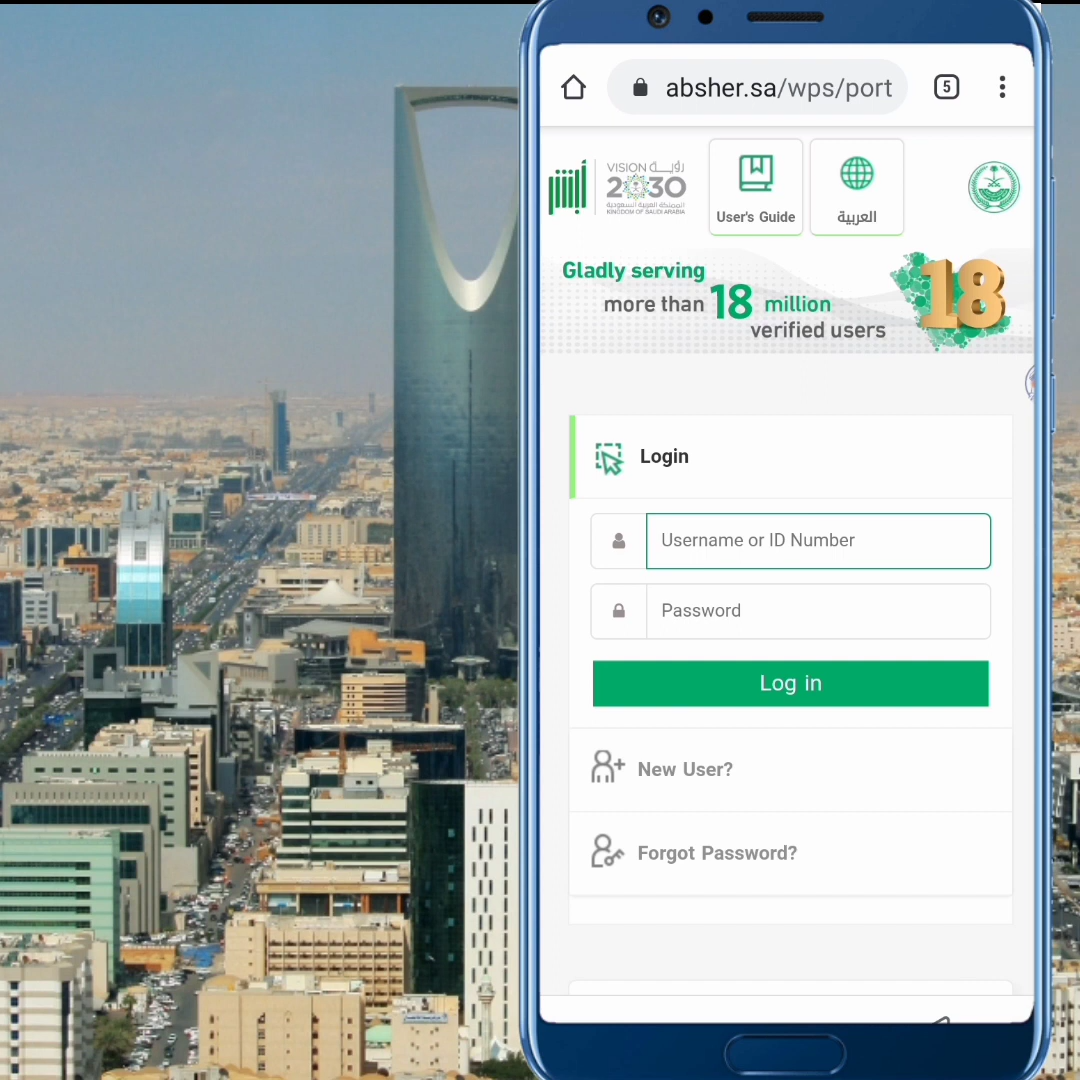 absher.sa/wps/port
5
أبشر
VISION رؤيــة
2030
المملكة العربية السعودية
KINGDOM OF SAUDI ARABIA
User's Guide
العربية
Gladly serving
more than 18 million
verified users
18
Login
Username or ID Number
Password
Log in
New User?
Forgot Password?